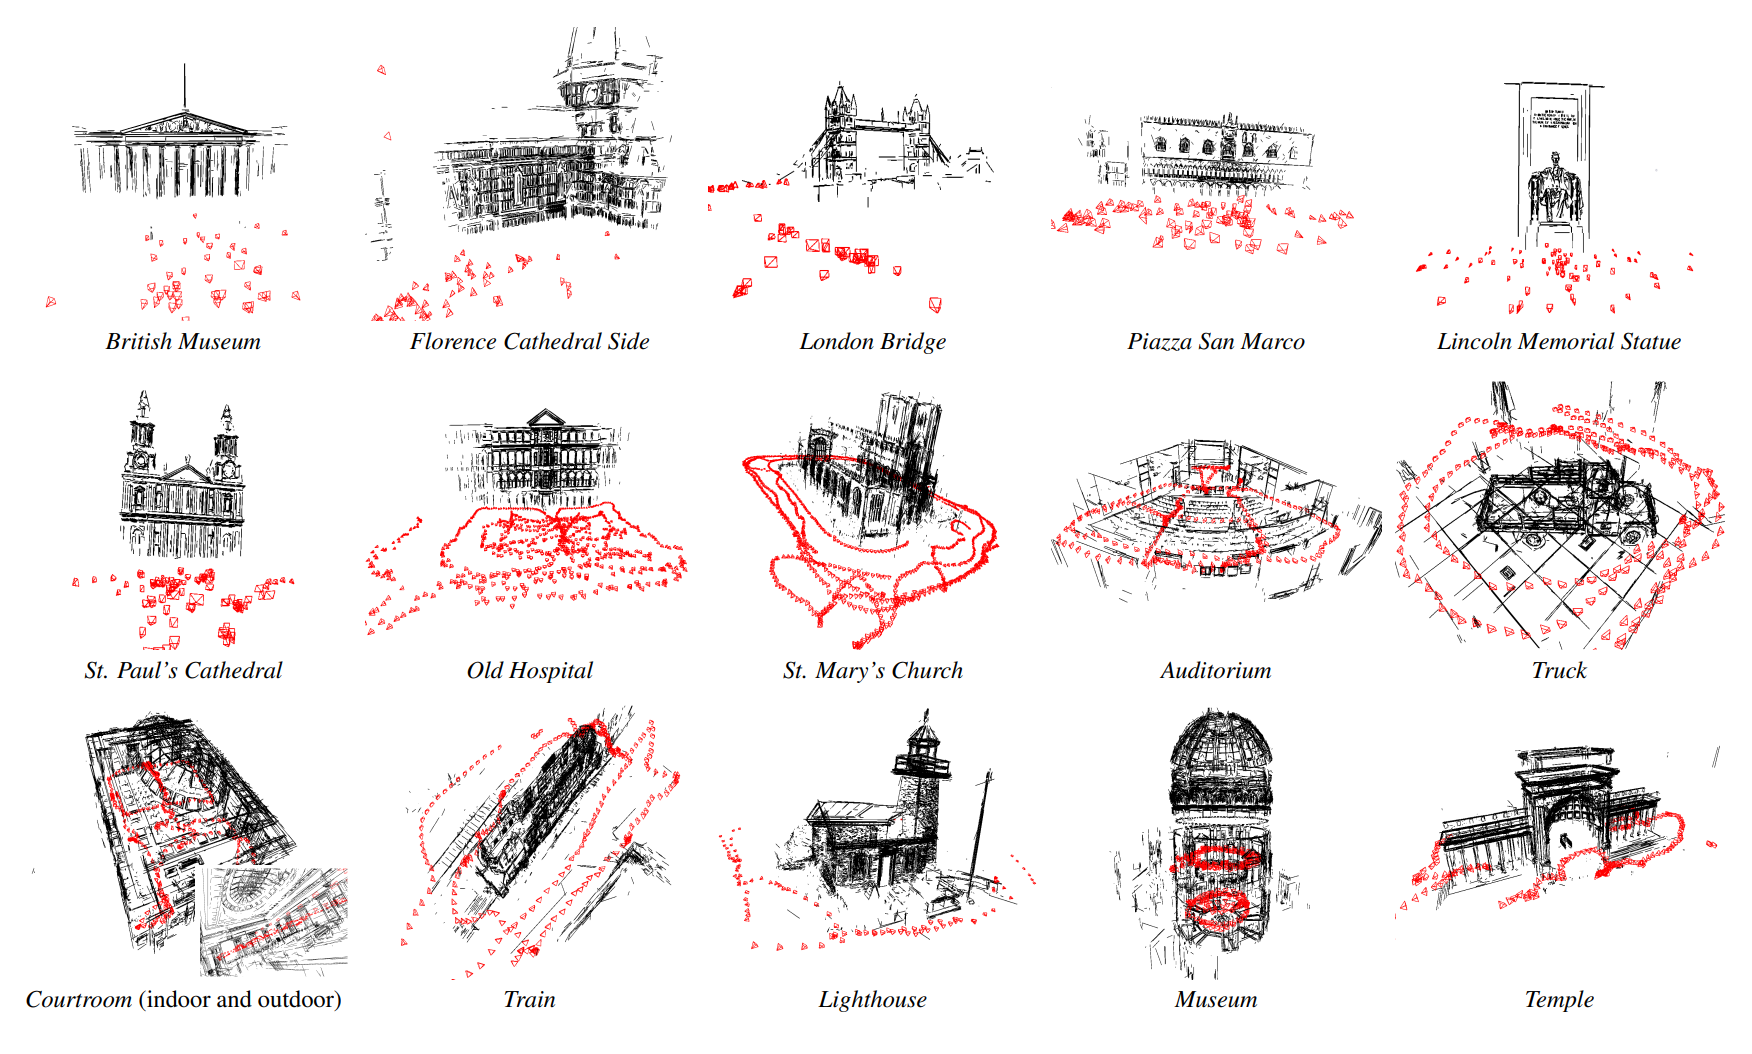 British Museum
Florence Cathedral Side
London Bridge
Piazza San Marco
Lincoln Memorial Statue
St. Paul's Cathedral
Old Hospital
St. Mary's Church
Auditorium
Truck
Courtroom (indoor and outdoor)
Train
Lighthouse
Museum
Temple